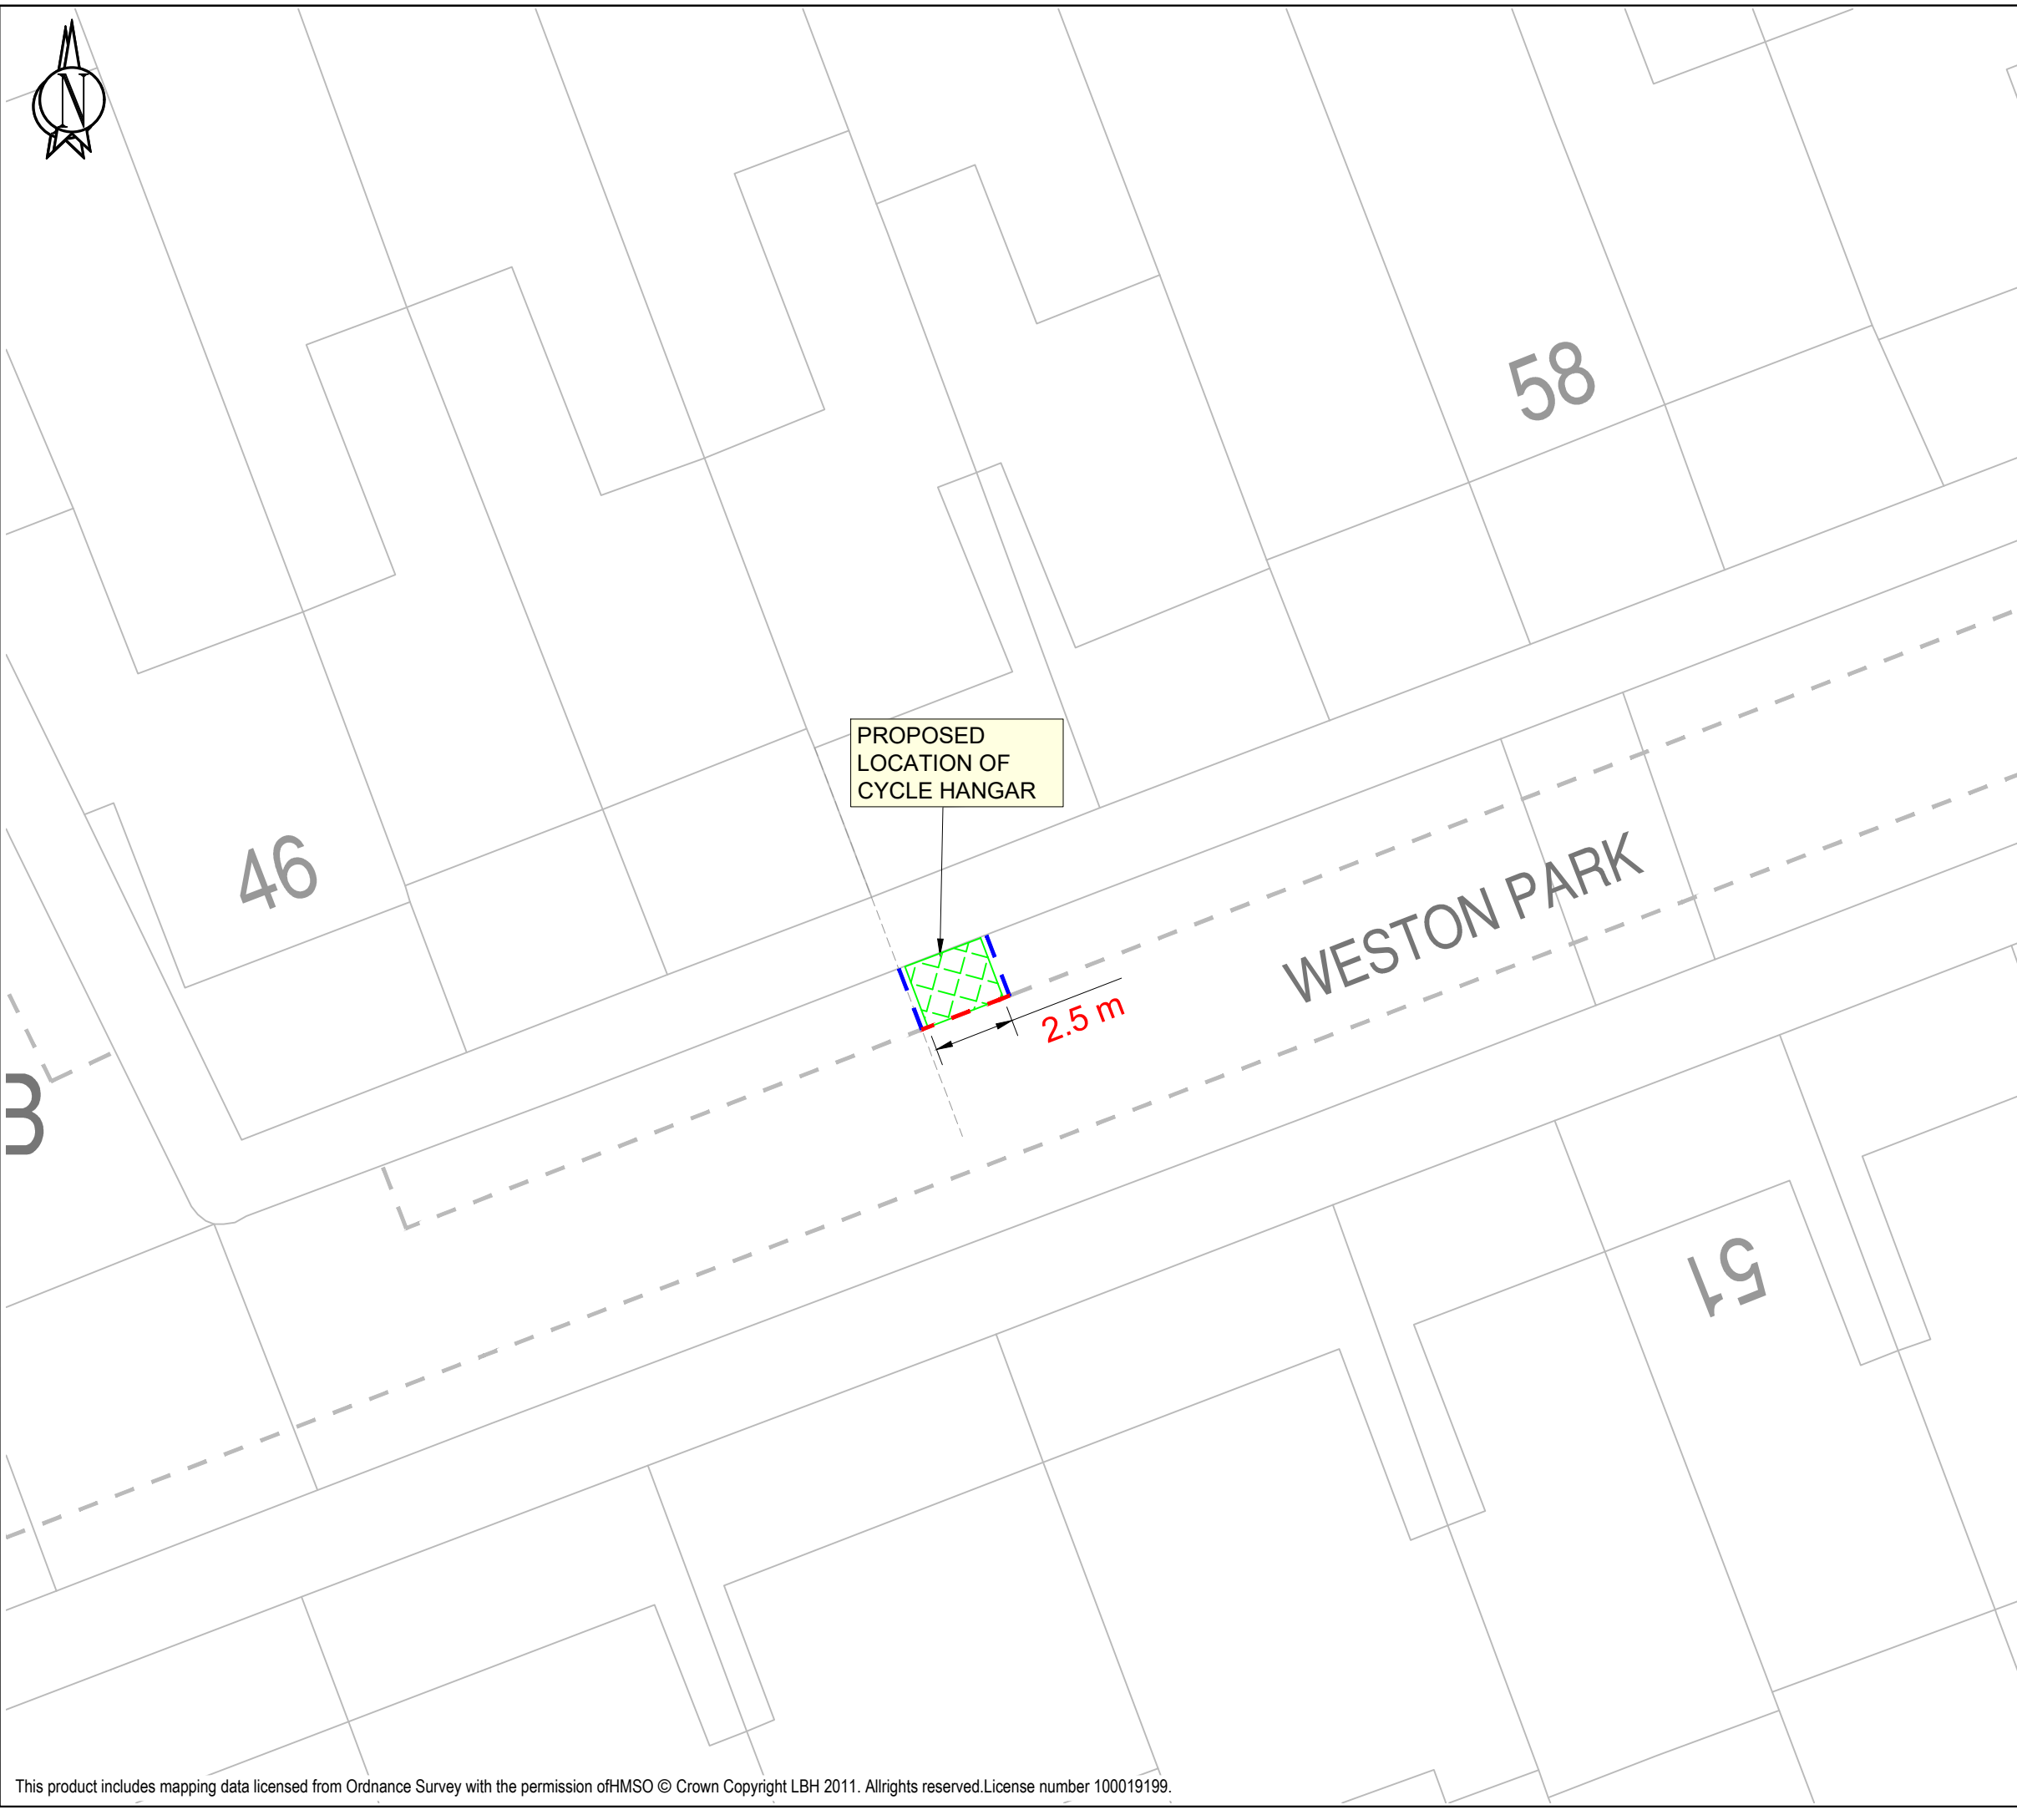 N
58
PROPOSED
LOCATION OF
CYCLE HANGAR
46
WESTON PARK
2.5 m
51
This product includes mapping data licensed from Ordnance Survey with the permission ofHMSO © Crown Copyright LBH 2011. Allrights reserved.License number 100019199.